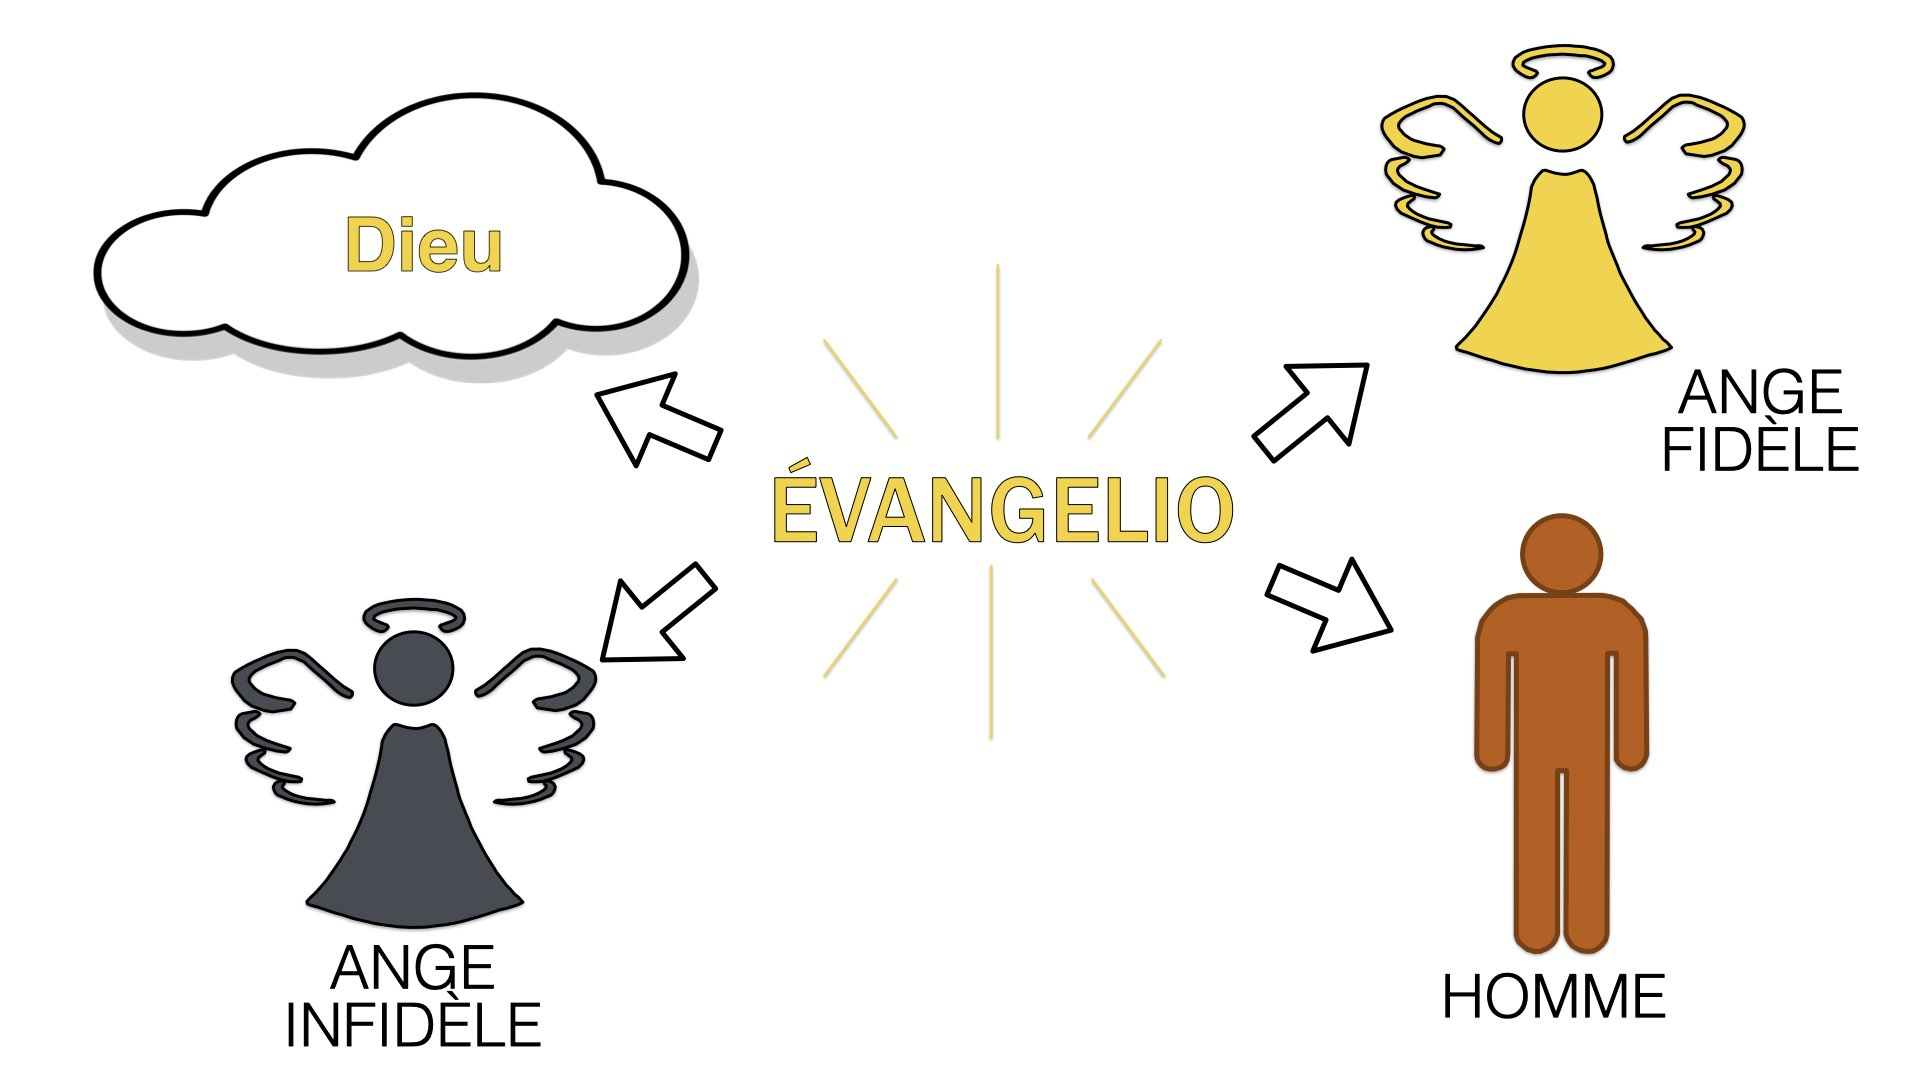 Dieu
ANGE
FIDÈLE
ÉVANGELIO
ANGE
INFIDÈLE
HOMME